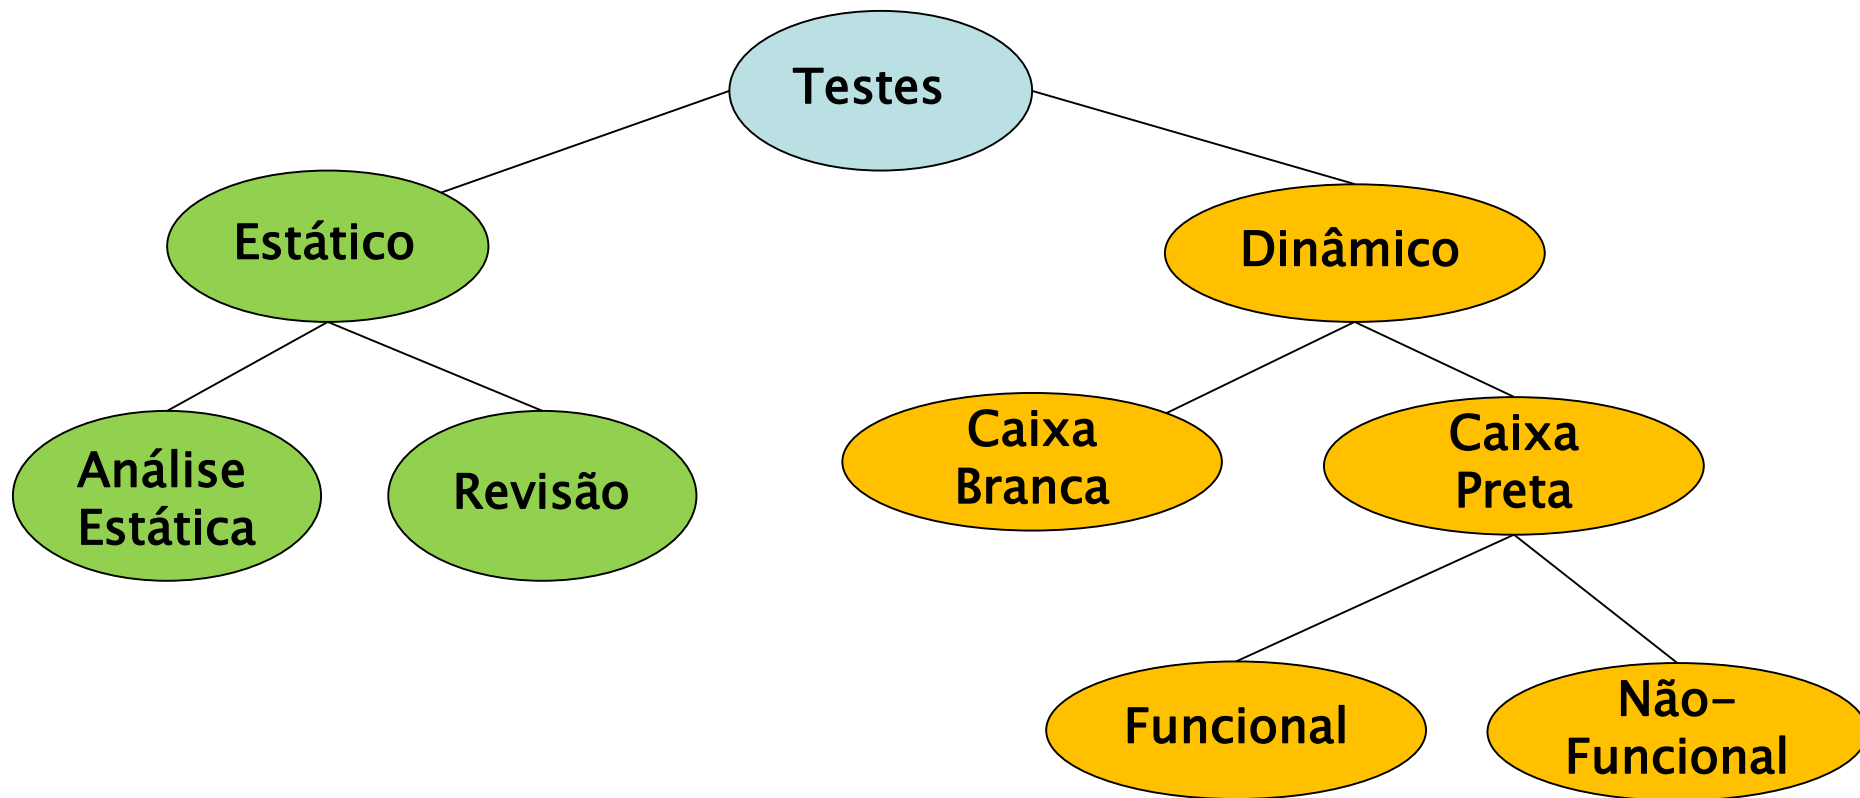 Testes
Estático
Dinâmico
Análise
Estática
Revisão
Caixa
Branca
Caixa
Preta
Funcional
Não-
Funcional